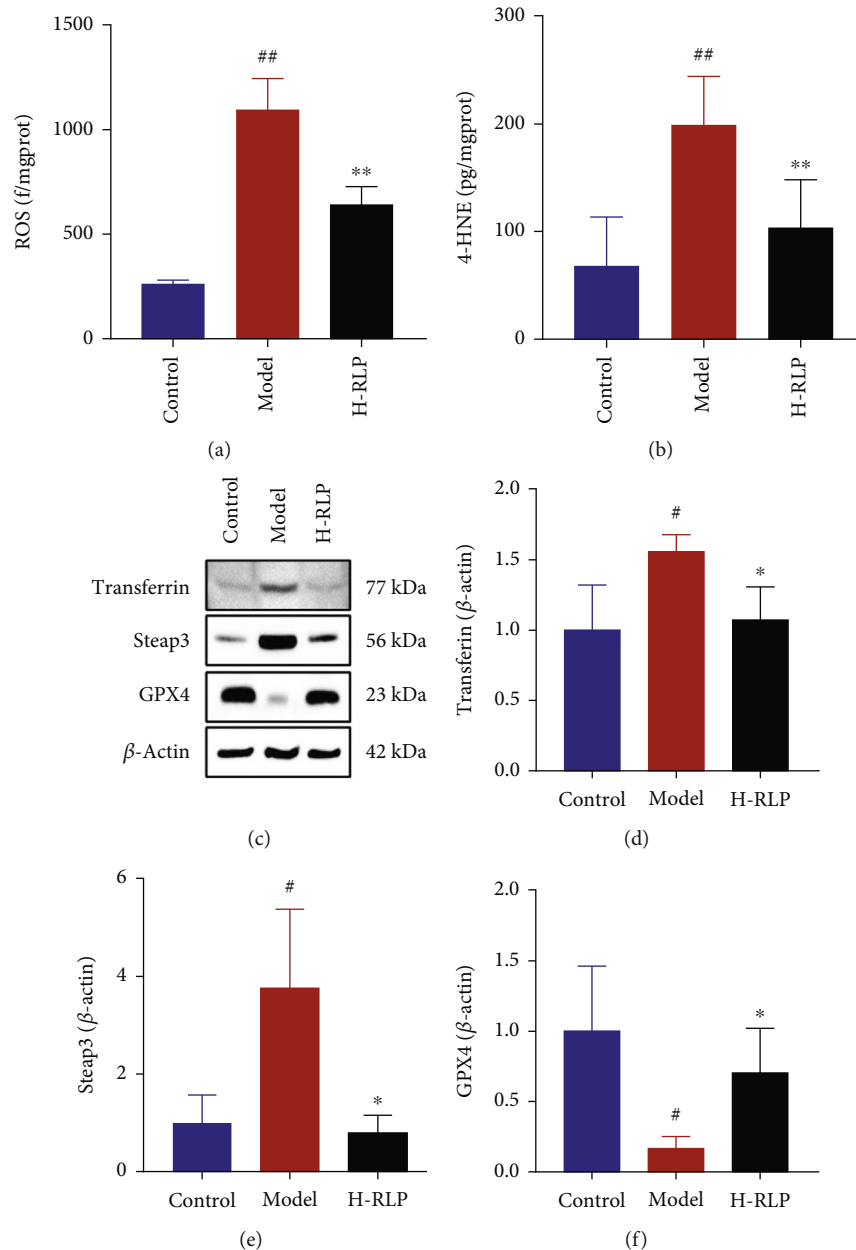 1500
1000
500
0
ROS (f/mgprot)
##
**
Control
Model
H-RLP
(a)
300
200
100
0
4-HNE (pg/mgprot)
##
**
Control
Model
H-RLP
(b)
Control
Model
H-RLP
Transferrin 77 kDa
Steap3 56 kDa
GPX4 23 kDa
β-Actin 42 kDa
(c)
2.0
1.5
1.0
0.5
0.0
Transferin (β-actin)
#
*
Control Model H-RLP
(d)
6
4
2
0
Steap3 (β-actin)
#
*
Control Model H-RLP
(e)
2.0
1.5
1.0
0.5
0.0
GPX4 (β-actin)
#
*
Control Model H-RLP
(f)